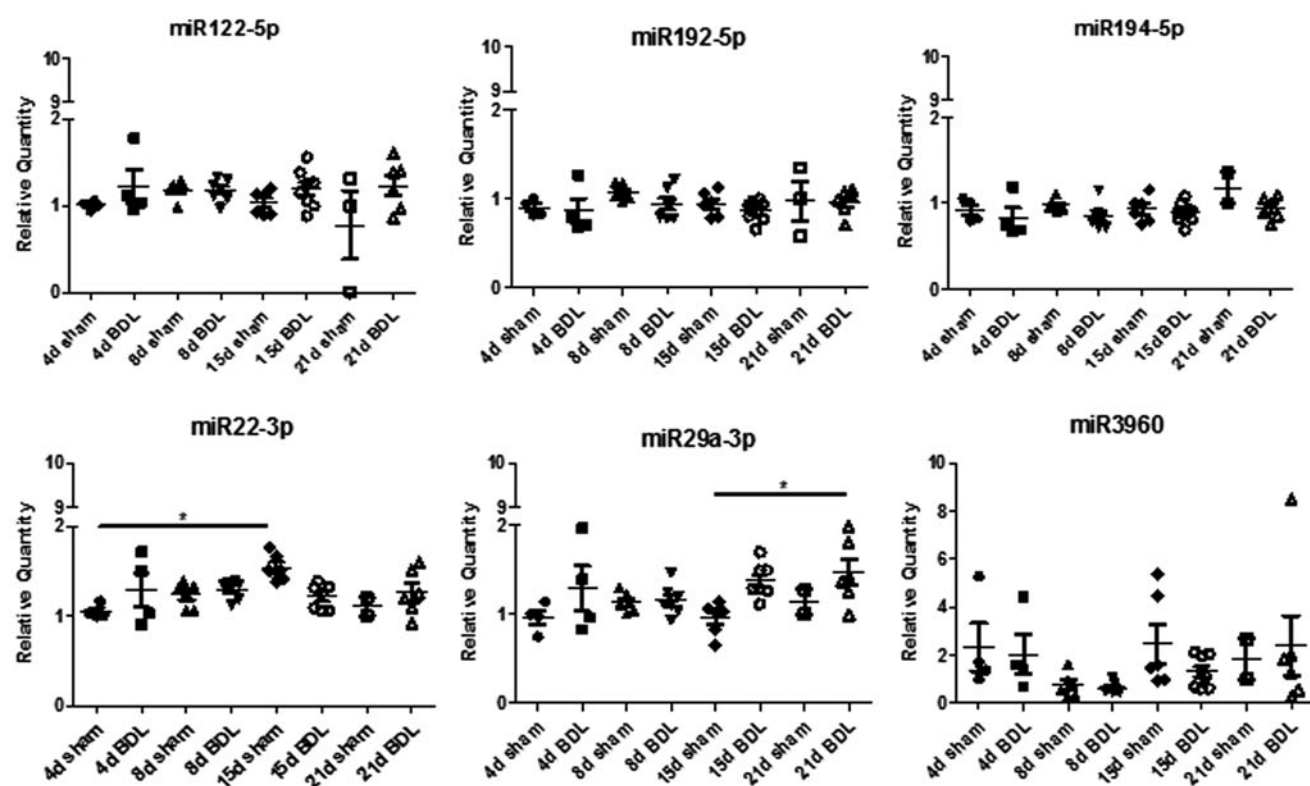 miR122-5p
10
9
2
1
0
Relative Quantity
4d sham
4d BDL
8d sham
8d BDL
15d sham
15d BDL
21d sham
21d BDL
miR192-5p
10
9
2
1
0
Relative Quantity
4d sham
4d BDL
8d sham
8d BDL
15d sham
15d BDL
21d sham
21d BDL
miR194-5p
10
9
2
1
0
Relative Quantity
4d sham
4d BDL
8d sham
8d BDL
15d sham
15d BDL
21d sham
21d BDL
miR22-3p
10
9
2
1
0
Relative Quantity
*
4d sham
4d BDL
8d sham
8d BDL
15d sham
15d BDL
21d sham
21d BDL
miR29a-3p
10
9
2
1
0
Relative Quantity
*
4d sham
4d BDL
8d sham
8d BDL
15d sham
15d BDL
21d sham
21d BDL
miR3960
10
8
6
4
2
0
Relative Quantity
4d sham
4d BDL
8d sham
8d BDL
15d sham
15d BDL
21d sham
21d BDL